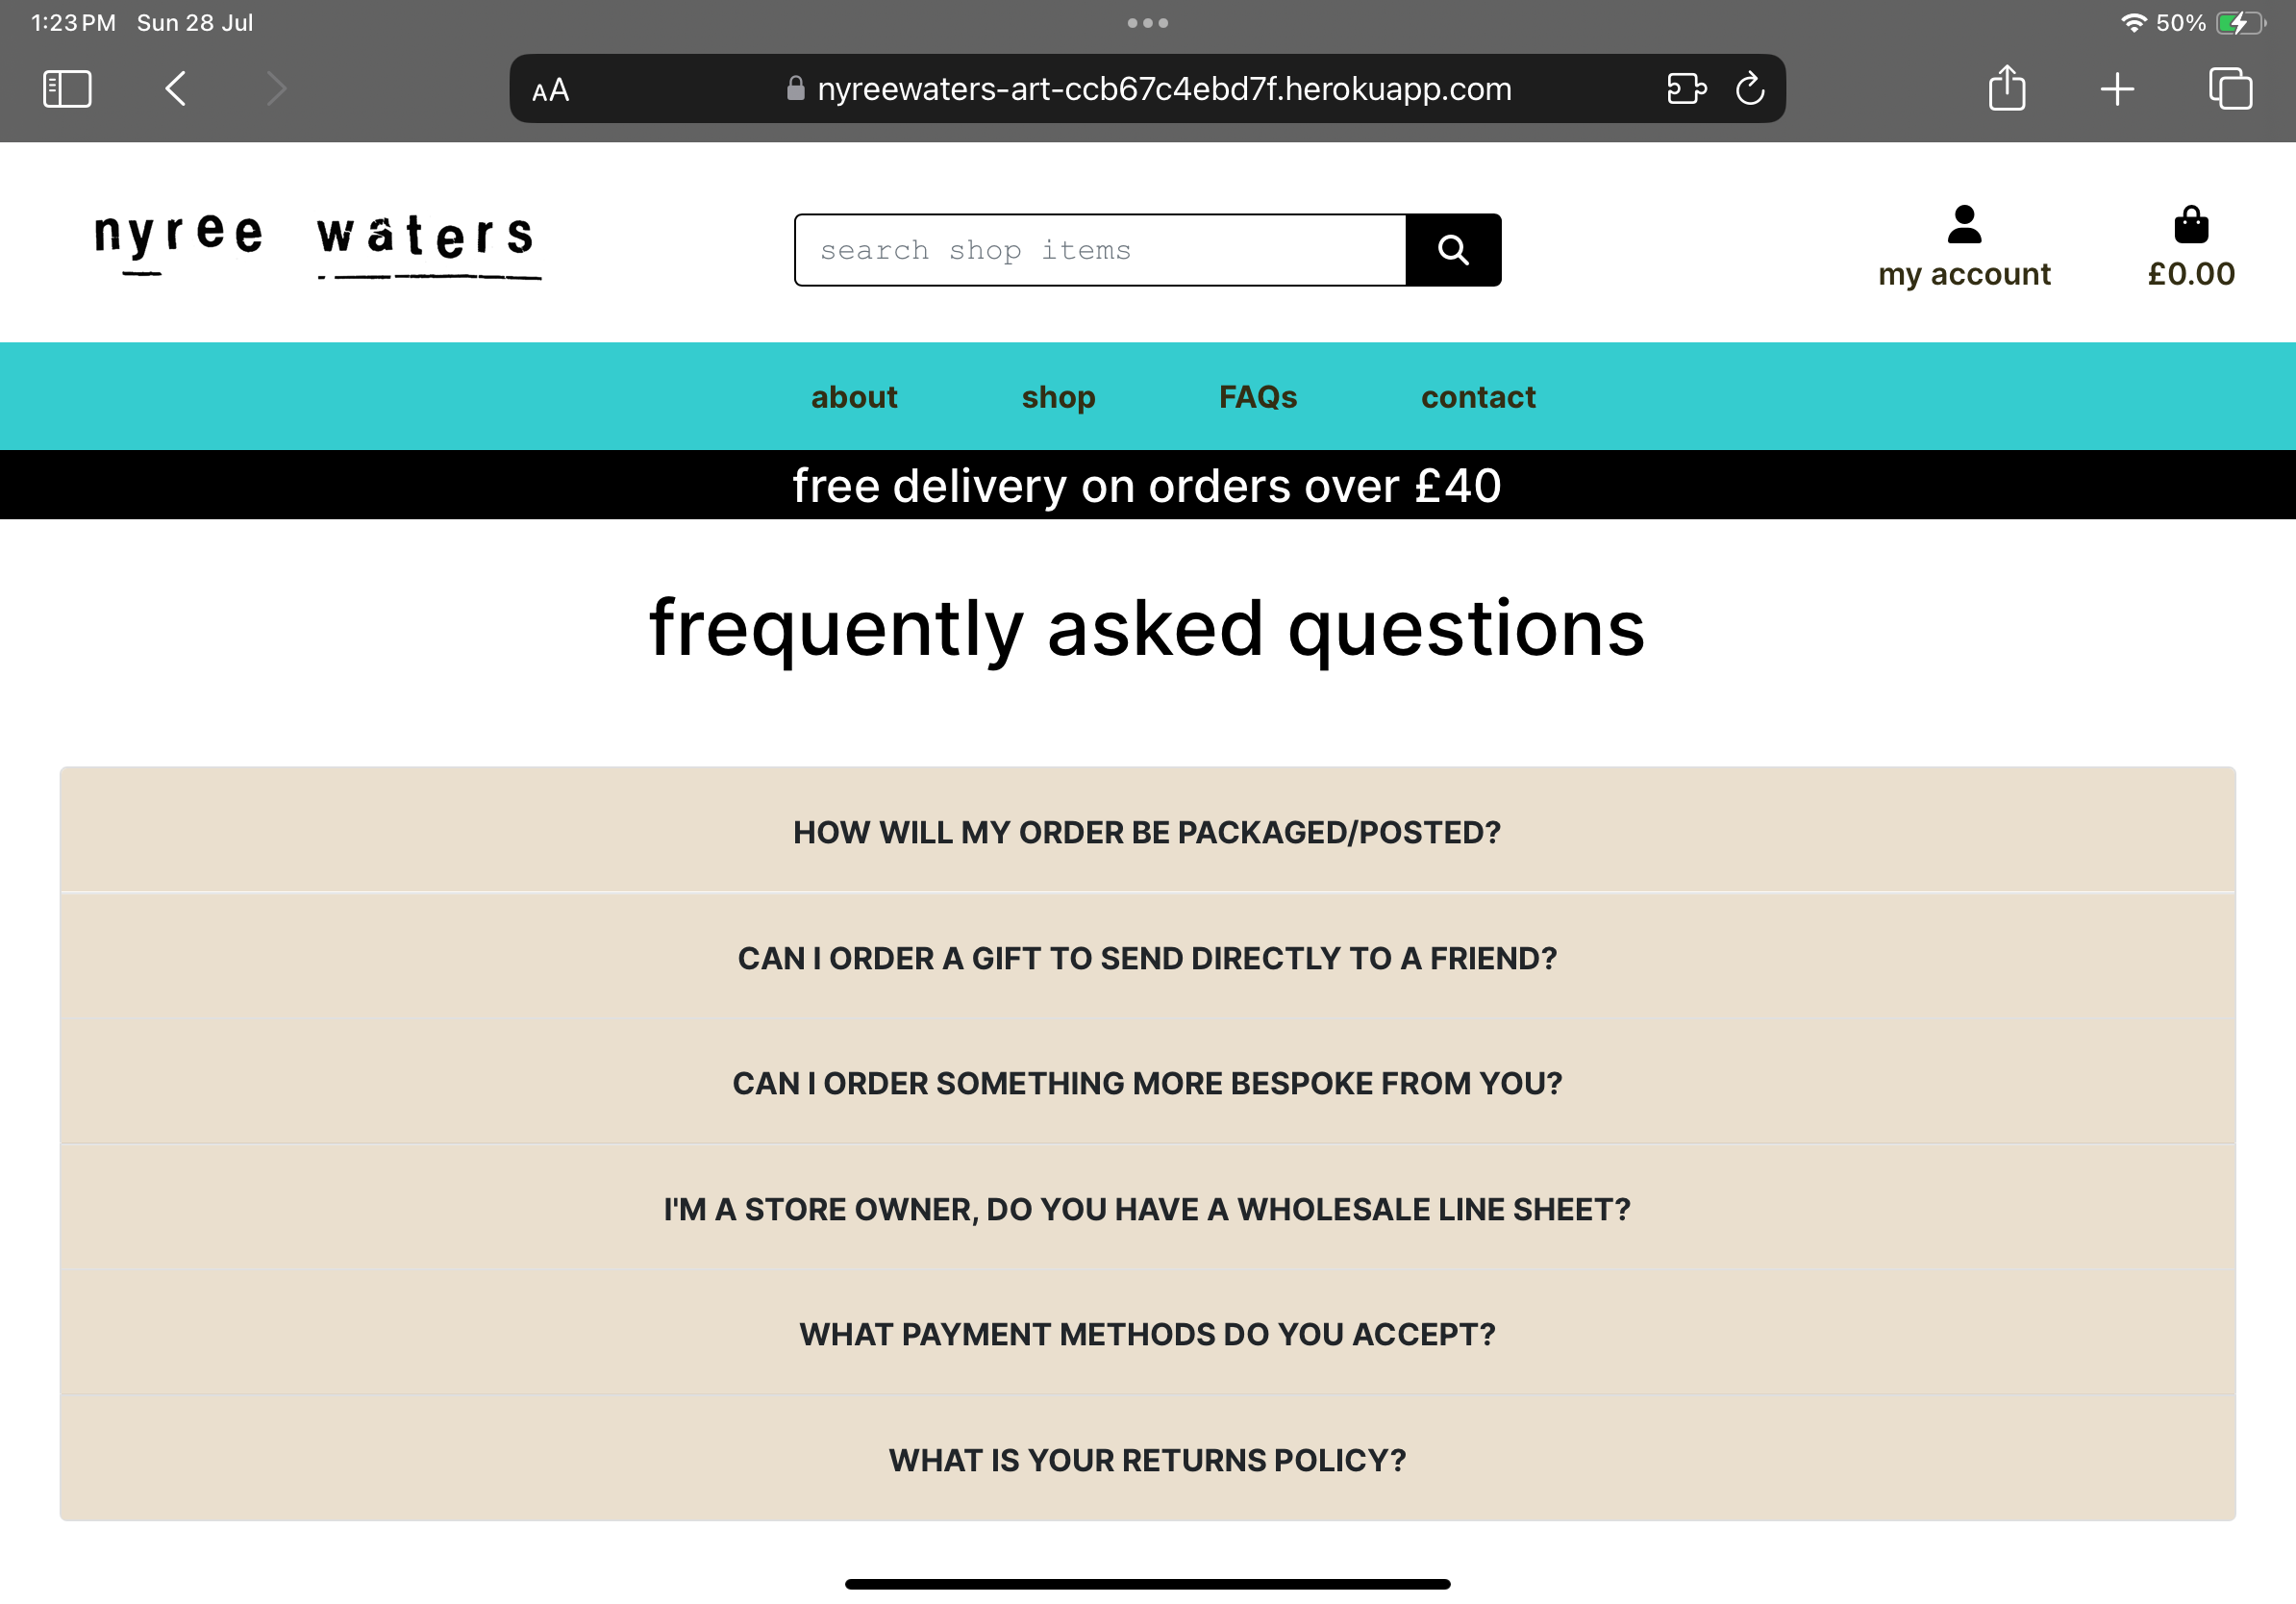 1:23 PM Sun 28 Jul
50%
AA
nyreewaters-art-ccb67c4ebd7f.herokuapp.com
nyree waters
search shop items
my account
£0.00
about shop FAQs contact
free delivery on orders over £40
frequently asked questions
HOW WILL MY ORDER BE PACKAGED/POSTED?
CAN I ORDER A GIFT TO SEND DIRECTLY TO A FRIEND?
CAN I ORDER SOMETHING MORE BESPOKE FROM YOU?
I'M A STORE OWNER, DO YOU HAVE A WHOLESALE LINE SHEET?
WHAT PAYMENT METHODS DO YOU ACCEPT?
WHAT IS YOUR RETURNS POLICY?